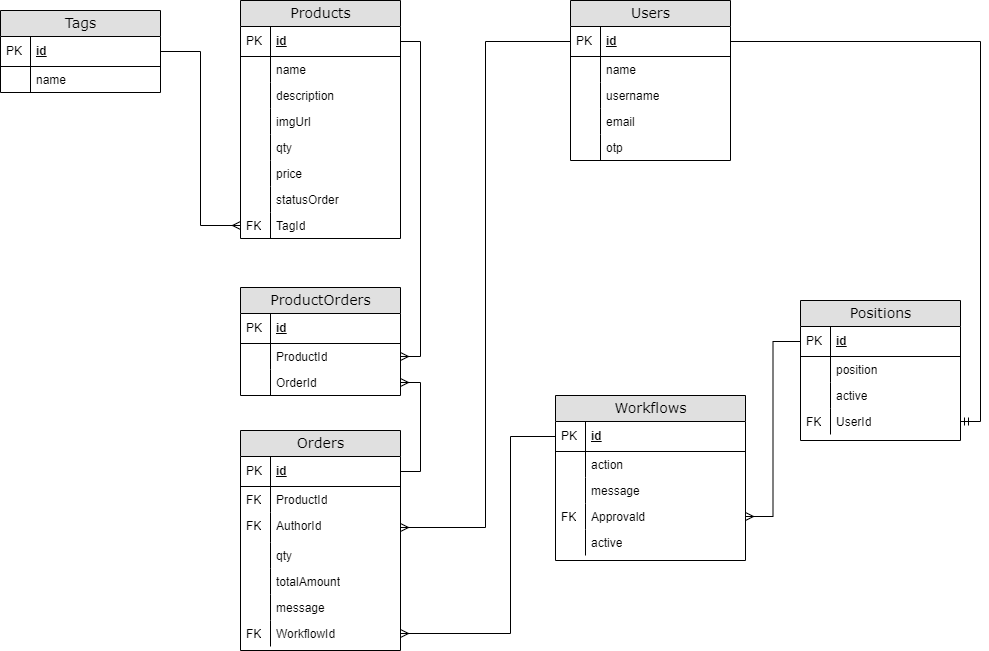 Tags
PK id
name
Products
PK id
name
description
imgUrl
qty
price
statusOrder
FK TagId
Users
PK id
name
username
email
otp
ProductOrders
PK id
ProductId
OrderId
Positions
PK id
position
active
FK UserId
Workflows
PK id
action
message
FK ApprovaId
active
Orders
PK id
FK ProductId
FK AuthorId
qty
totalAmount
message
FK WorkflowId